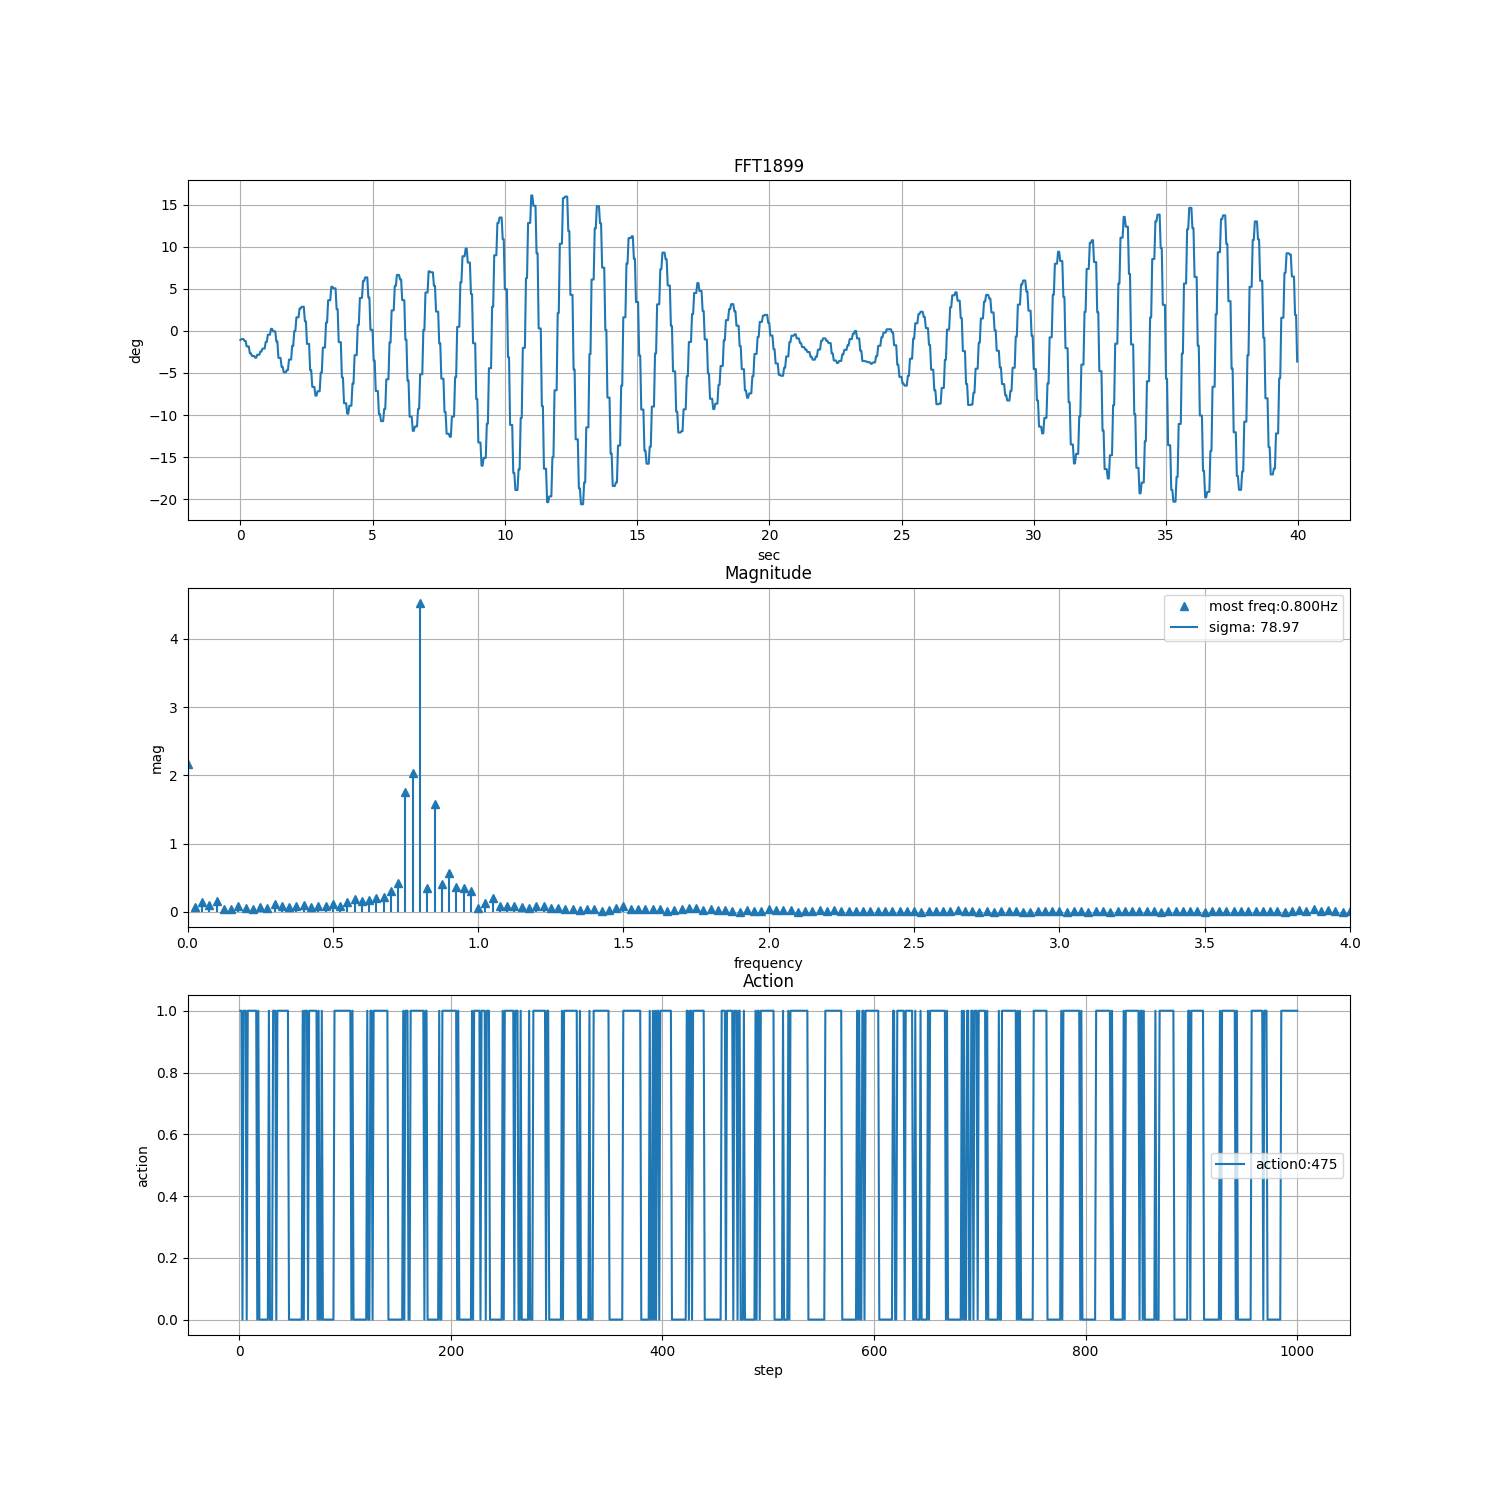 FFT1899
15
10
5
0
−5
−10
−15
−20
deg
0 5 10 15 20 25 30 35 40
sec
Magnitude
most freq:0.800Hz
sigma: 78.97
4
3
2
1
0
mag
0.0 0.5 1.0 1.5 2.0 2.5 3.0 3.5 4.0
frequency
Action
1.0
0.8
0.6
0.4
0.2
0.0
action
action0:475
0 200 400 600 800 1000
step